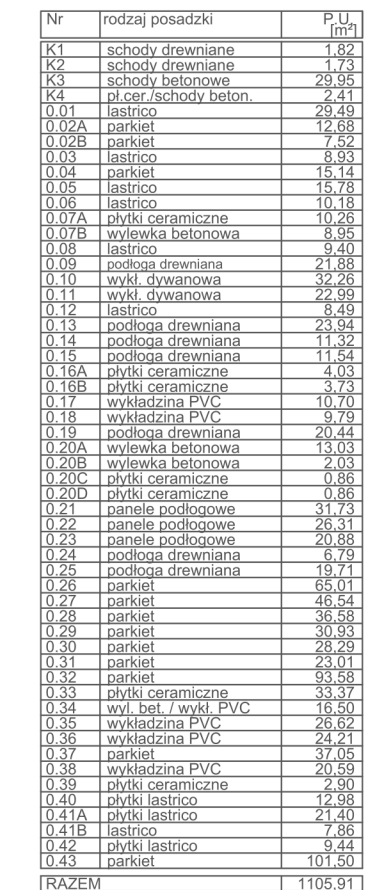 Nr rodzaj posadzki P.U. [m²]
K1 schody drewniane 1,82
K2 schody drewniane 1,73
K3 schody betonowe 29,95
K4 pł.cer./schody beton. 2,41
0.01 lastrico 29,49
0.02A parkiet 12,68
0.02B parkiet 7,52
0.03 lastrico 8,93
0.04 parkiet 15,14
0.05 lastrico 15,78
0.06 lastrico 10,18
0.07A płytki ceramiczne 10,26
0.07B wylewka betonowa 8,95
0.08 lastrico 9,40
0.09 podłoga drewniana 21,88
0.10 wykł. dywanowa 32,26
0.11 wykł. dywanowa 22,99
0.12 lastrico 8,49
0.13 podłoga drewniana 23,94
0.14 podłoga drewniana 11,32
0.15 podłoga drewniana 11,54
0.16A płytki ceramiczne 4,03
0.16B płytki ceramiczne 3,73
0.17 wykładzina PVC 10,70
0.18 wykładzina PVC 9,79
0.19 podłoga drewniana 20,44
0.20A wylewka betonowa 13,03
0.20B wylewka betonowa 2,03
0.20C płytki ceramiczne 0,86
0.20D płytki ceramiczne 0,86
0.21 panele podłogowe 31,73
0.22 panele podłogowe 26,31
0.23 panele podłogowe 20,88
0.24 podłoga drewniana 6,79
0.25 podłoga drewniana 19,71
0.26 parkiet 65,01
0.27 parkiet 46,54
0.28 parkiet 36,58
0.29 parkiet 30,93
0.30 parkiet 28,29
0.31 parkiet 23,01
0.32 parkiet 93,58
0.33 płytki ceramiczne 33,37
0.34 wyl. bet. / wykł. PVC 16,50
0.35 wykładzina PVC 26,62
0.36 wykładzina PVC 24,21
0.37 parkiet 37,05
0.38 wykładzina PVC 20,59
0.39 płytki ceramiczne 2,90
0.40 płytki lastrico 12,98
0.41A płytki lastrico 21,40
0.41B lastrico 7,86
0.42 płytki lastrico 9,44
0.43 parkiet 101,50
RAZEM 1105,91